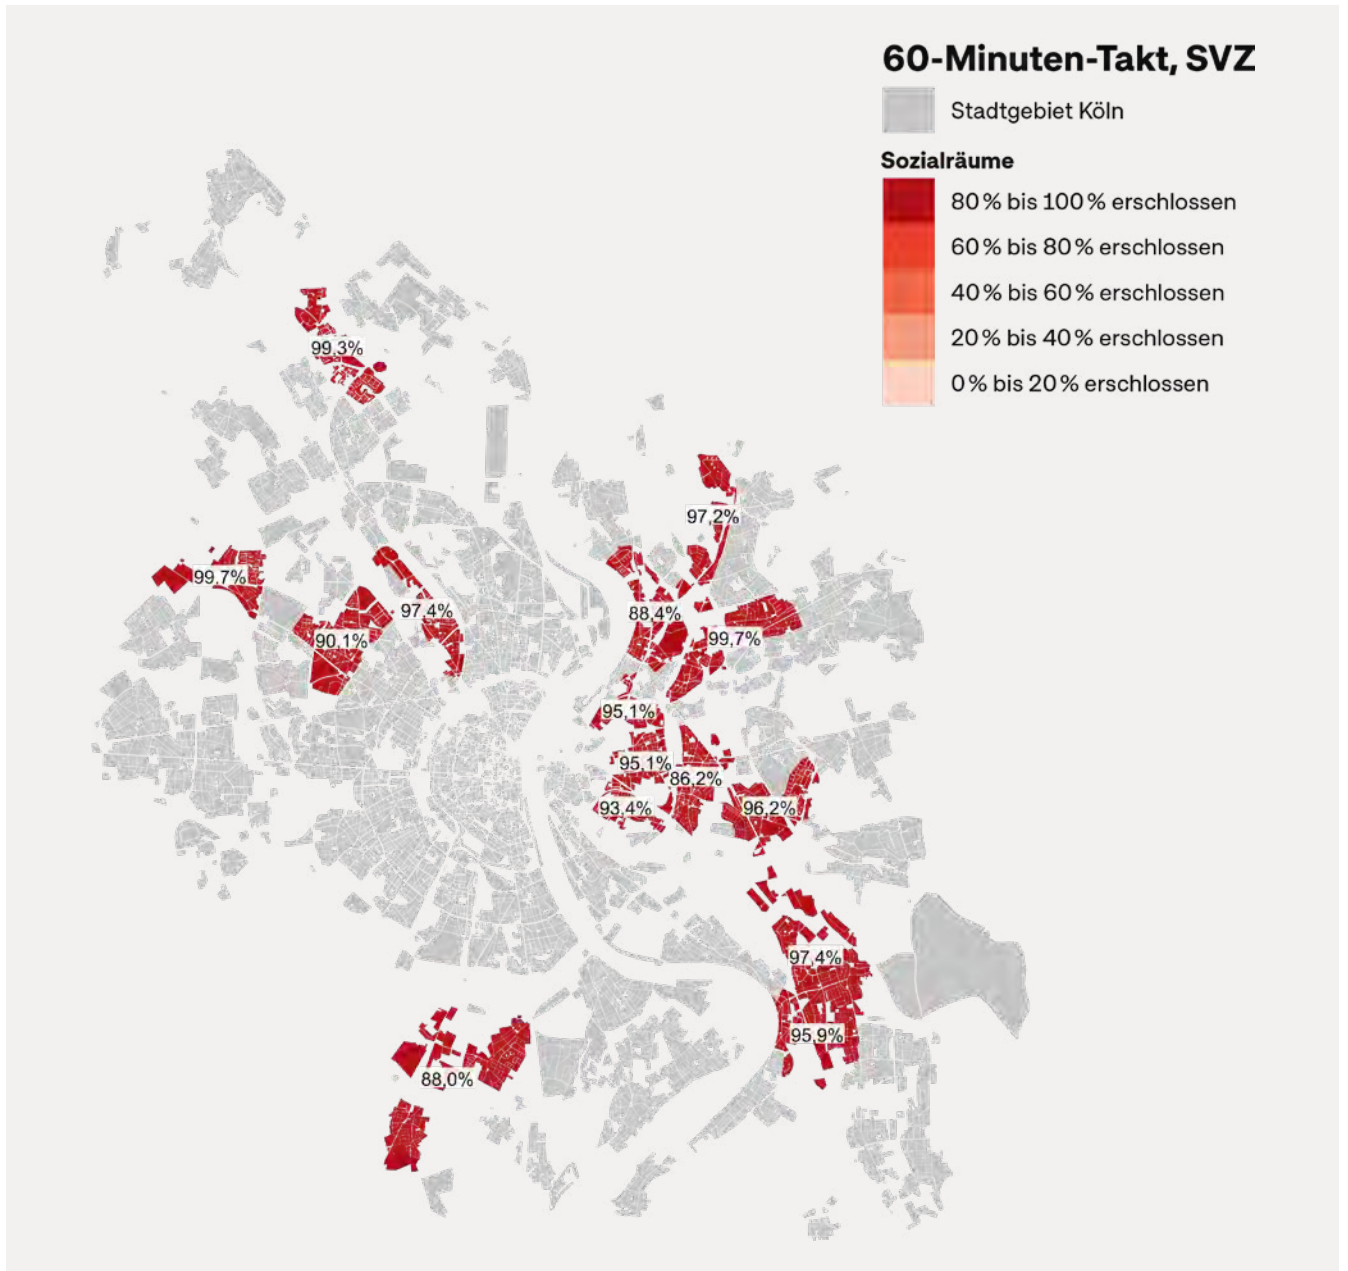 60-Minuten-Takt, SVZ
Stadtgebiet Köln
Sozialräume
80 % bis 100 % erschlossen
60 % bis 80 % erschlossen
40 % bis 60 % erschlossen
20 % bis 40 % erschlossen
0 % bis 20 % erschlossen
99,3%
97,2%
99,7%
97,4%
88,4%
90,1%
99,7%
95,1%
95,1%
86,2%
93,4%
96,2%
97,4%
95,9%
88,0%